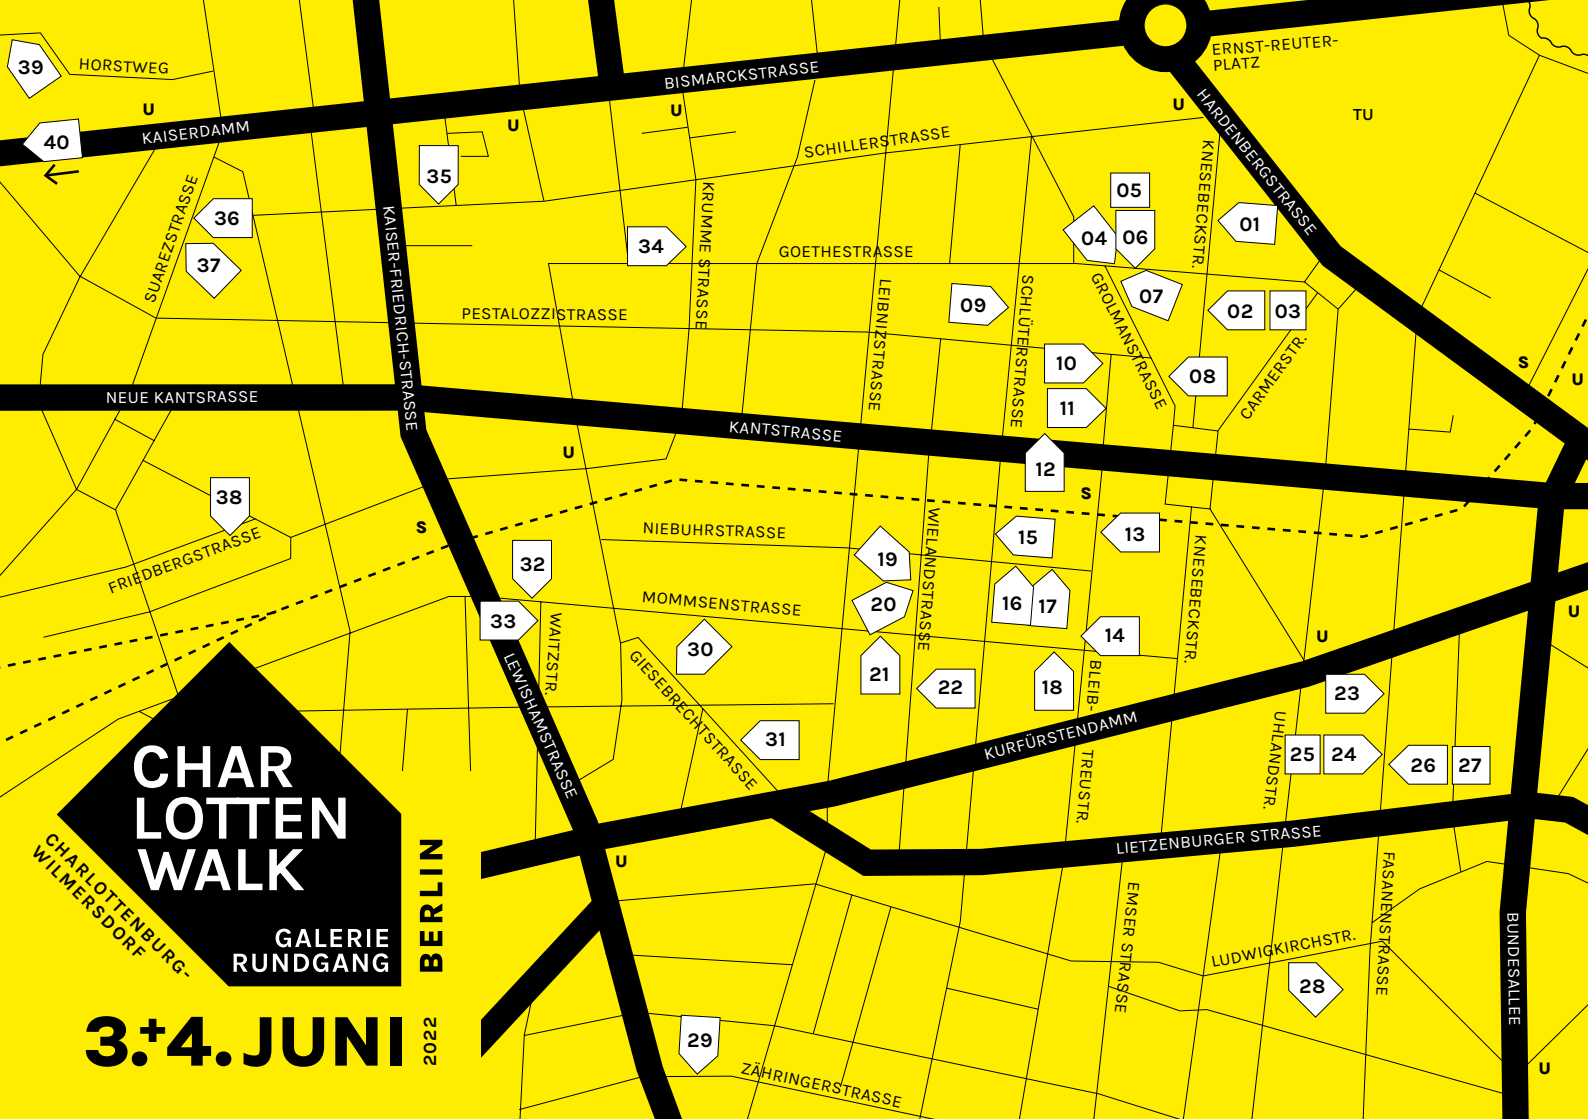 39
HORSTWEG
40
KAISERDAMM
U
BISMARCKSTRASSE
U
U
ERNST-REUTER-
PLATZ
U
TU
HARDENBERGSTRASSE
SCHILLERSTRASSE
KNESEBECKSTR.
35
36
37
SUAREZSTRASSE
KAISER-FRIEDRICH-STRASSE
34
KRUMME STRASSE
GOETHESTRASSE
05
04
06
01
07
02
03
09
GROLMANSTRASSE
SCHLÜTERSTRASSE
LEIBNIZSTRASSE
PESTALOZZISTRASSE
10
11
08
CARMERSTR.
S
U
NEUE KANTSRASSE
KANTSTRASSE
12
U
S
38
FRIEDBERGSTRASSE
S
NIEBUHRSTRASSE
WIELANDSTRASSE
15
13
KNESEBECKSTR.
19
20
16
17
14
32
33
MOMMSENSTRASSE
WAITZSTR.
30
GIESEBRECHTSTRASSE
21
22
18
BLEIB-
TREUSTR.
U
U
31
LEWISHAMSTRASSE
KURFÜRSTENDAMM
23
UHLANDSTR.
25
24
26
27
LIETZENBURGER STRASSE
U
FASANENSTRASSE
EMSER STRASSE
LUDWIGKIRCHSTR.
28
BUNDESALLEE
U
29
ZÄHRINGERSTRASSE
CHAR
LOTTEN
WALK
CHARLOTTENBURG-
WILMERSDORF
GALERIE
RUNDGANG
BERLIN
3.+4. JUNI
2022